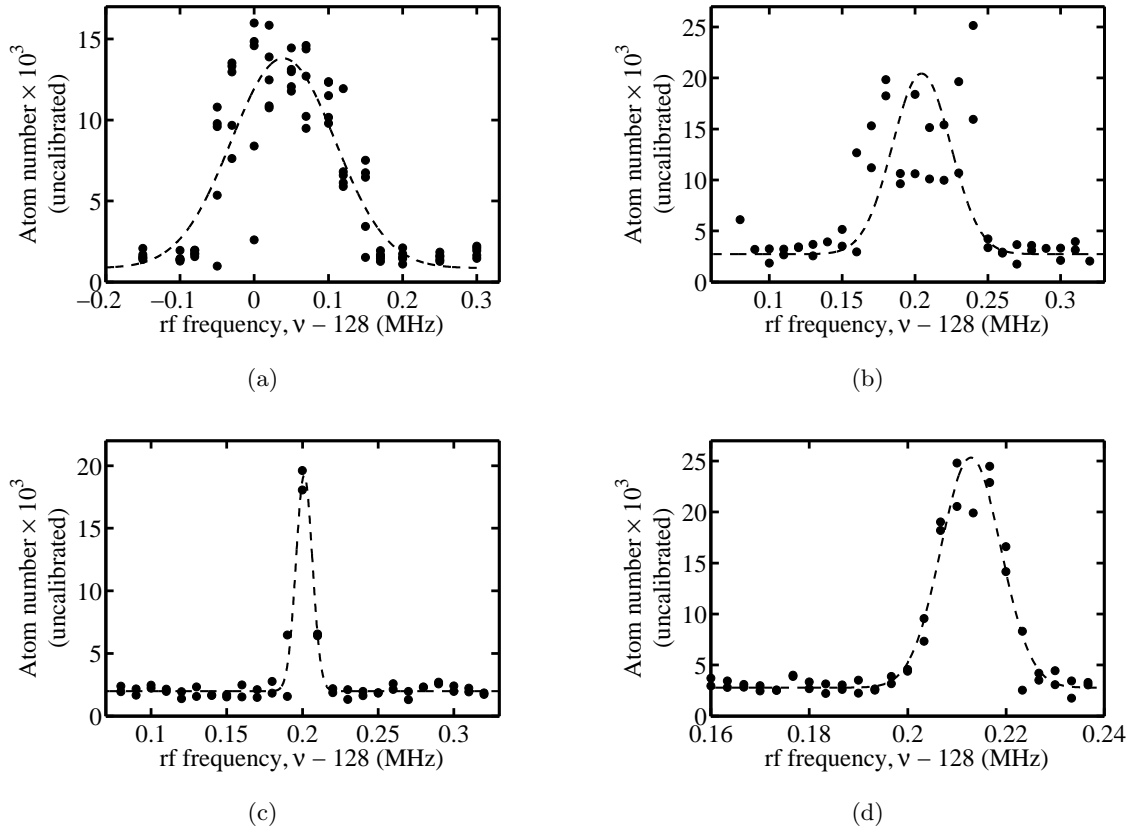 15
10
5
0
Atom number × 10³
(uncalibrated)
−0.2 −0.1 0 0.1 0.2 0.3
rf frequency, ν − 128 (MHz)
(a)
25
20
15
10
5
0
Atom number × 10³
(uncalibrated)
0.1 0.15 0.2 0.25 0.3
rf frequency, ν − 128 (MHz)
(b)
20
15
10
5
0
Atom number × 10³
(uncalibrated)
0.1 0.15 0.2 0.25 0.3
rf frequency, ν − 128 (MHz)
(c)
25
20
15
10
5
0
Atom number × 10³
(uncalibrated)
0.16 0.18 0.2 0.22 0.24
rf frequency, ν − 128 (MHz)
(d)